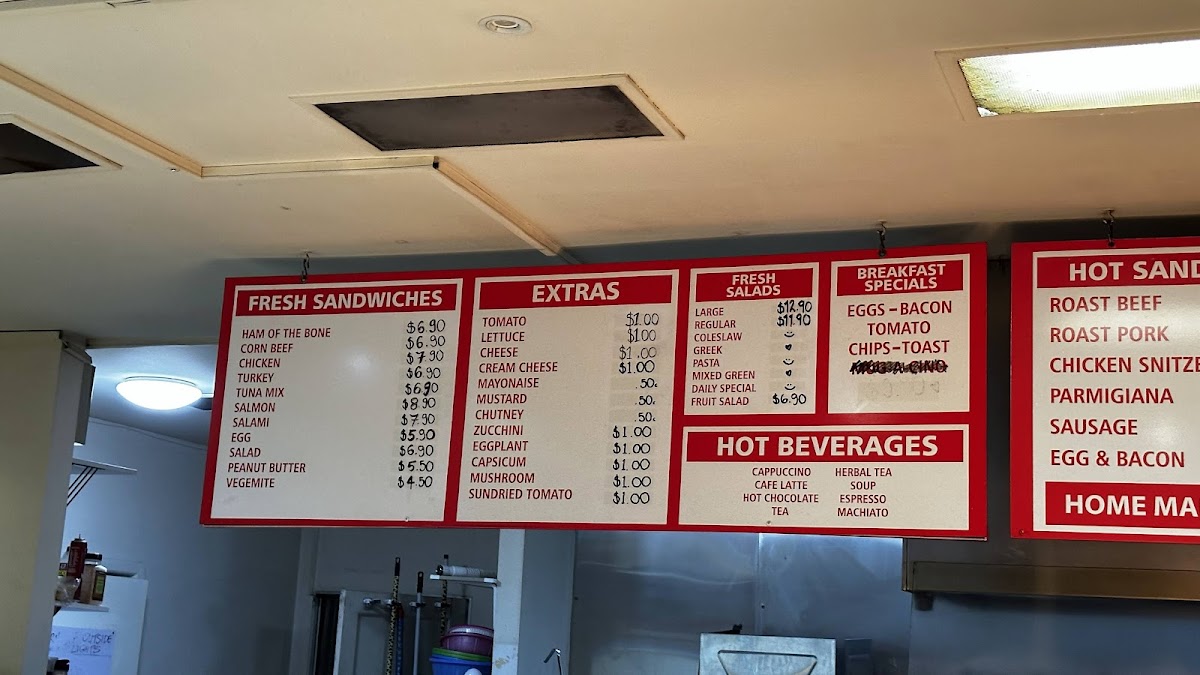 FRESH SANDWICHES
HAM OF THE BONE $6.90
CORN BEEF $6.90
CHICKEN $7.90
TURKEY $6.90
TUNA MIX $6.90
SALMON $8.90
SALAMI $7.90
EGG $5.90
SALAD $6.90
PEANUT BUTTER $5.50
VEGEMITE $4.50
EXTRAS
TOMATO $1.00
LETTUCE $1.00
CHEESE $1.00
CREAM CHEESE $1.00
MAYONAISE .50c
MUSTARD .50c
CHUTNEY .50c
ZUCCHINI $1.00
EGGPLANT $1.00
CAPSICUM $1.00
MUSHROOM $1.00
SUNDRIED TOMATO $1.00
FRESH
SALADS
LARGE $12.90
REGULAR $11.90
COLESLAW
GREEK
PASTA
MIXED GREEN
DAILY SPECIAL
FRUIT SALAD $6.90
BREAKFAST
SPECIALS
EGGS-BACON
TOMATO
CHIPS-TOAST
HOT BEVERAGES
CAPPUCCINO HERBAL TEA
CAFE LATTE SOUP
HOT CHOCOLATE ESPRESSO
TEA MACHIATO
HOT SAND
ROAST BEEF
ROAST PORK
CHICKEN SNITZE
PARMIGIANA
SAUSAGE
EGG & BACON
HOME MA
OUTSIDE
LIGHTS